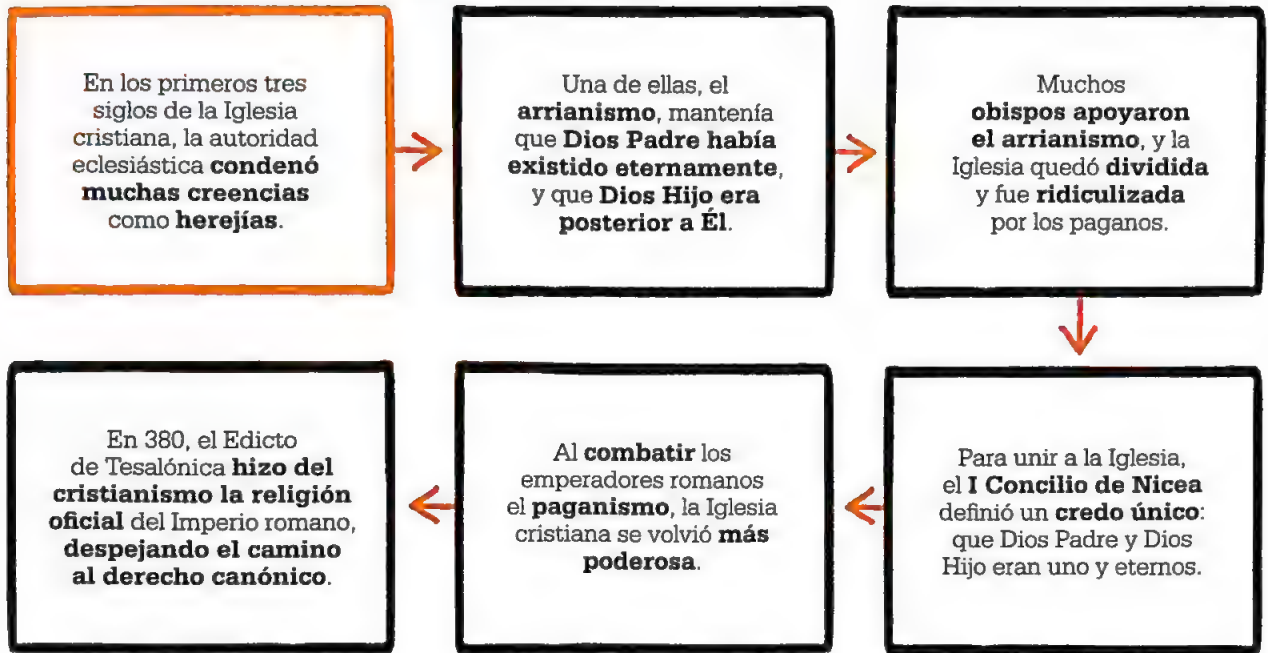 En los primeros tres
siglos de la Iglesia
cristiana, la autoridad
eclesiástica condenó
muchas creencias
como herejías.
Una de ellas, el
arrianismo, mantenía
que Dios Padre había
existido eternamente,
y que Dios Hijo era
posterior a Él.
Muchos
obispos apoyaron
el arrianismo, y la
Iglesia quedó dividida
y fue ridiculizada
por los paganos.
Para unir a la Iglesia,
el I Concilio de Nicea
definió un credo único:
que Dios Padre y Dios
Hijo eran uno y eternos.
Al combatir los
emperadores romanos
el paganismo, la Iglesia
cristiana se volvió más
poderosa.
En 380, el Edicto
de Tesalónica hizo del
cristianismo la religión
oficial del Imperio romano,
despejando el camino
al derecho canónico.